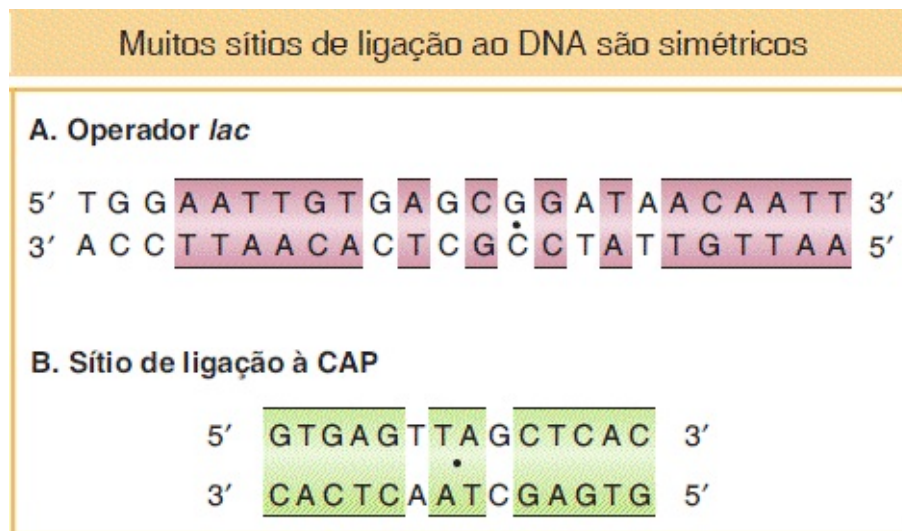 Muitos sítios de ligação ao DNA são simétricos
A. Operador lac
5′ T G G A A T T G T G A G C G G A T A A C A A T T 3′
3′ A C C T T A A C A C T C G C C T A T T G T T A A 5′
B. Sítio de ligação à CAP
5′ G T G A G T T A G C T C A C 3′
3′ C A C T C A A T C G A G T G 5′